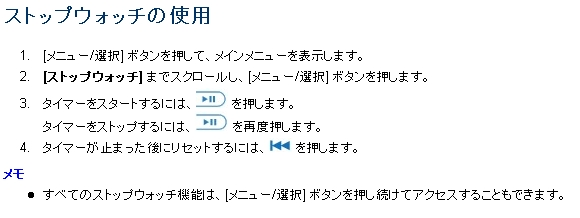 ストップウォッチの使用
1. [メニュー/選択] ボタンを押して、メインメニューを表示します。
2. [ストップウォッチ] までスクロールし、[メニュー/選択] ボタンを押します。
3. タイマーをスタートするには、 を押します。
タイマーをストップするには、 を再度押します。
4. タイマーが止まった後にリセットするには、 を押します。
メモ
● すべてのストップウォッチ機能は、[メニュー/選択] ボタンを押し続けてアクセスすることもできます。